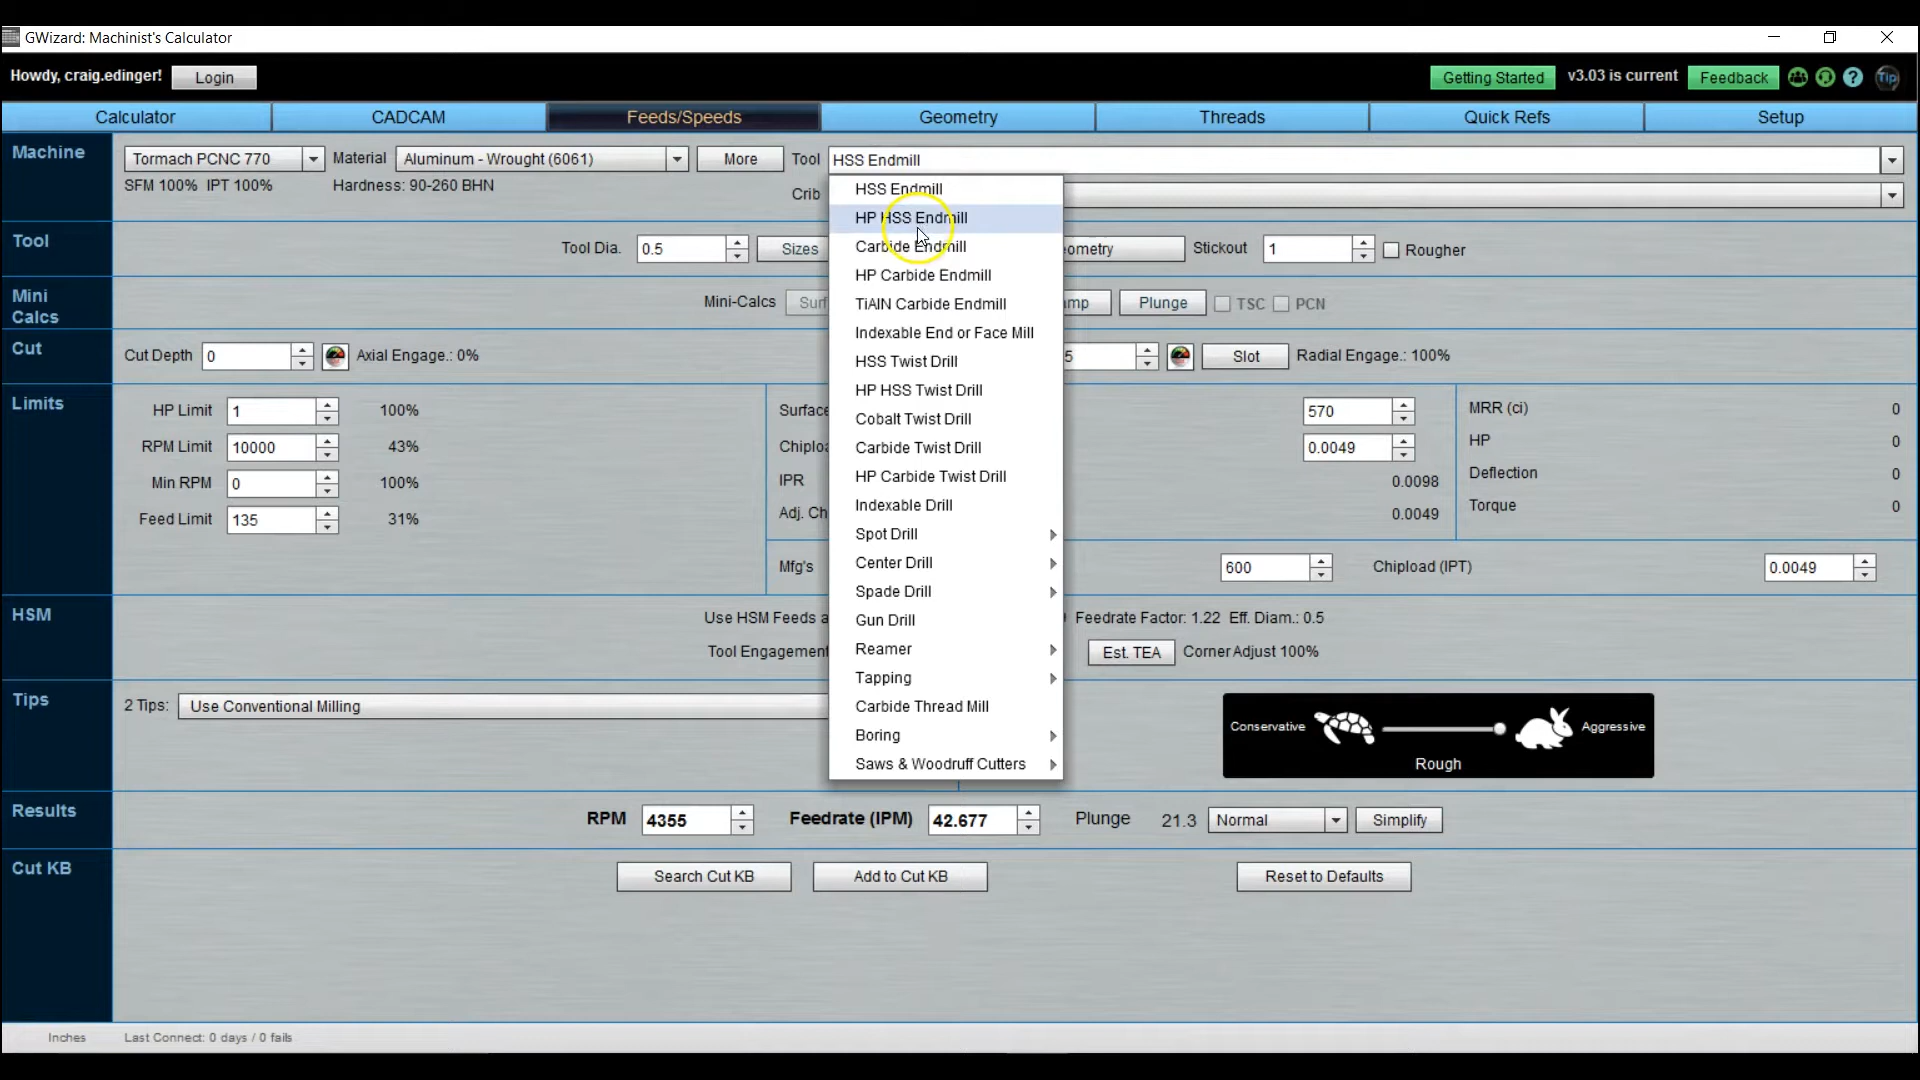 GWizard: Machinist's Calculator
Howdy, craig.edinger! Login Getting Started v3.03 is current Feedback ? Tip
Calculator CADCAM Feeds/Speeds Geometry Threads Quick Refs Setup
Machine Tormach PCNC 770 Material Aluminum - Wrought (6061) More Tool HSS Endmill
SFM 100% IPT 100% Hardness: 90-260 BHN Crib
HSS Endmill
HP HSS Endmill
Carbide Endmill
HP Carbide Endmill
TiAIN Carbide Endmill
Indexable End or Face Mill
HSS Twist Drill
HP HSS Twist Drill
Cobalt Twist Drill
Carbide Twist Drill
HP Carbide Twist Drill
Indexable Drill
Spot Drill
Center Drill
Spade Drill
Gun Drill
Reamer
Tapping
Carbide Thread Mill
Boring
Saws & Woodruff Cutters
Tool Tool Dia. 0.5 Sizes eometry Stickout 1 Rougher
Mini Calcs Mini-Calcs Surf mp Plunge TSC PCN
Cut Cut Depth 0 Axial Engage.: 0% 5 Slot Radial Engage.: 100%
Limits HP Limit 1 100% Surface 570 MRR (ci) 0
RPM Limit 10000 43% Chiploa 0.0049 HP 0
Min RPM 0 100% IPR 0.0098 Deflection 0
Feed Limit 135 31% Adj. Ch 0.0049 Torque 0
Mfg's 600 Chipload (IPT) 0.0049
HSM Use HSM Feeds a Feedrate Factor: 1.22 Eff. Diam.: 0.5
Tool Engagement Est. TEA Corner Adjust 100%
Tips 2 Tips: Use Conventional Milling Conservative Aggressive
Rough
Results RPM 4355 Feedrate (IPM) 42.677 Plunge 21.3 Normal Simplify
Cut KB Search Cut KB Add to Cut KB Reset to Defaults
Inches Last Connect: 0 days / 0 fails